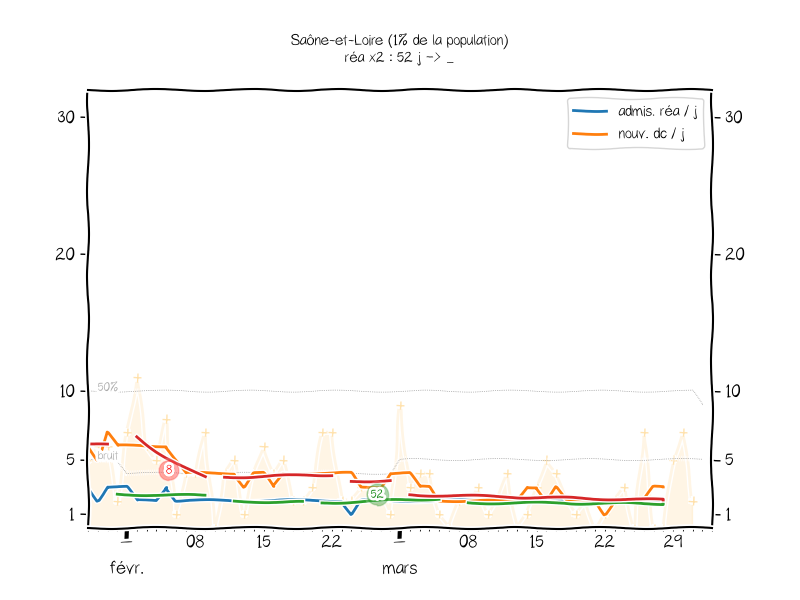 Saône-et-Loire (1% de la population)
réa x2 : 52 j -> _
admis. réa / j
nouv. dc / j
30 30
20 20
10 10
5 5
1 1
50%
bruit
8
52
08 15 22 08 15 22 29
févr. mars